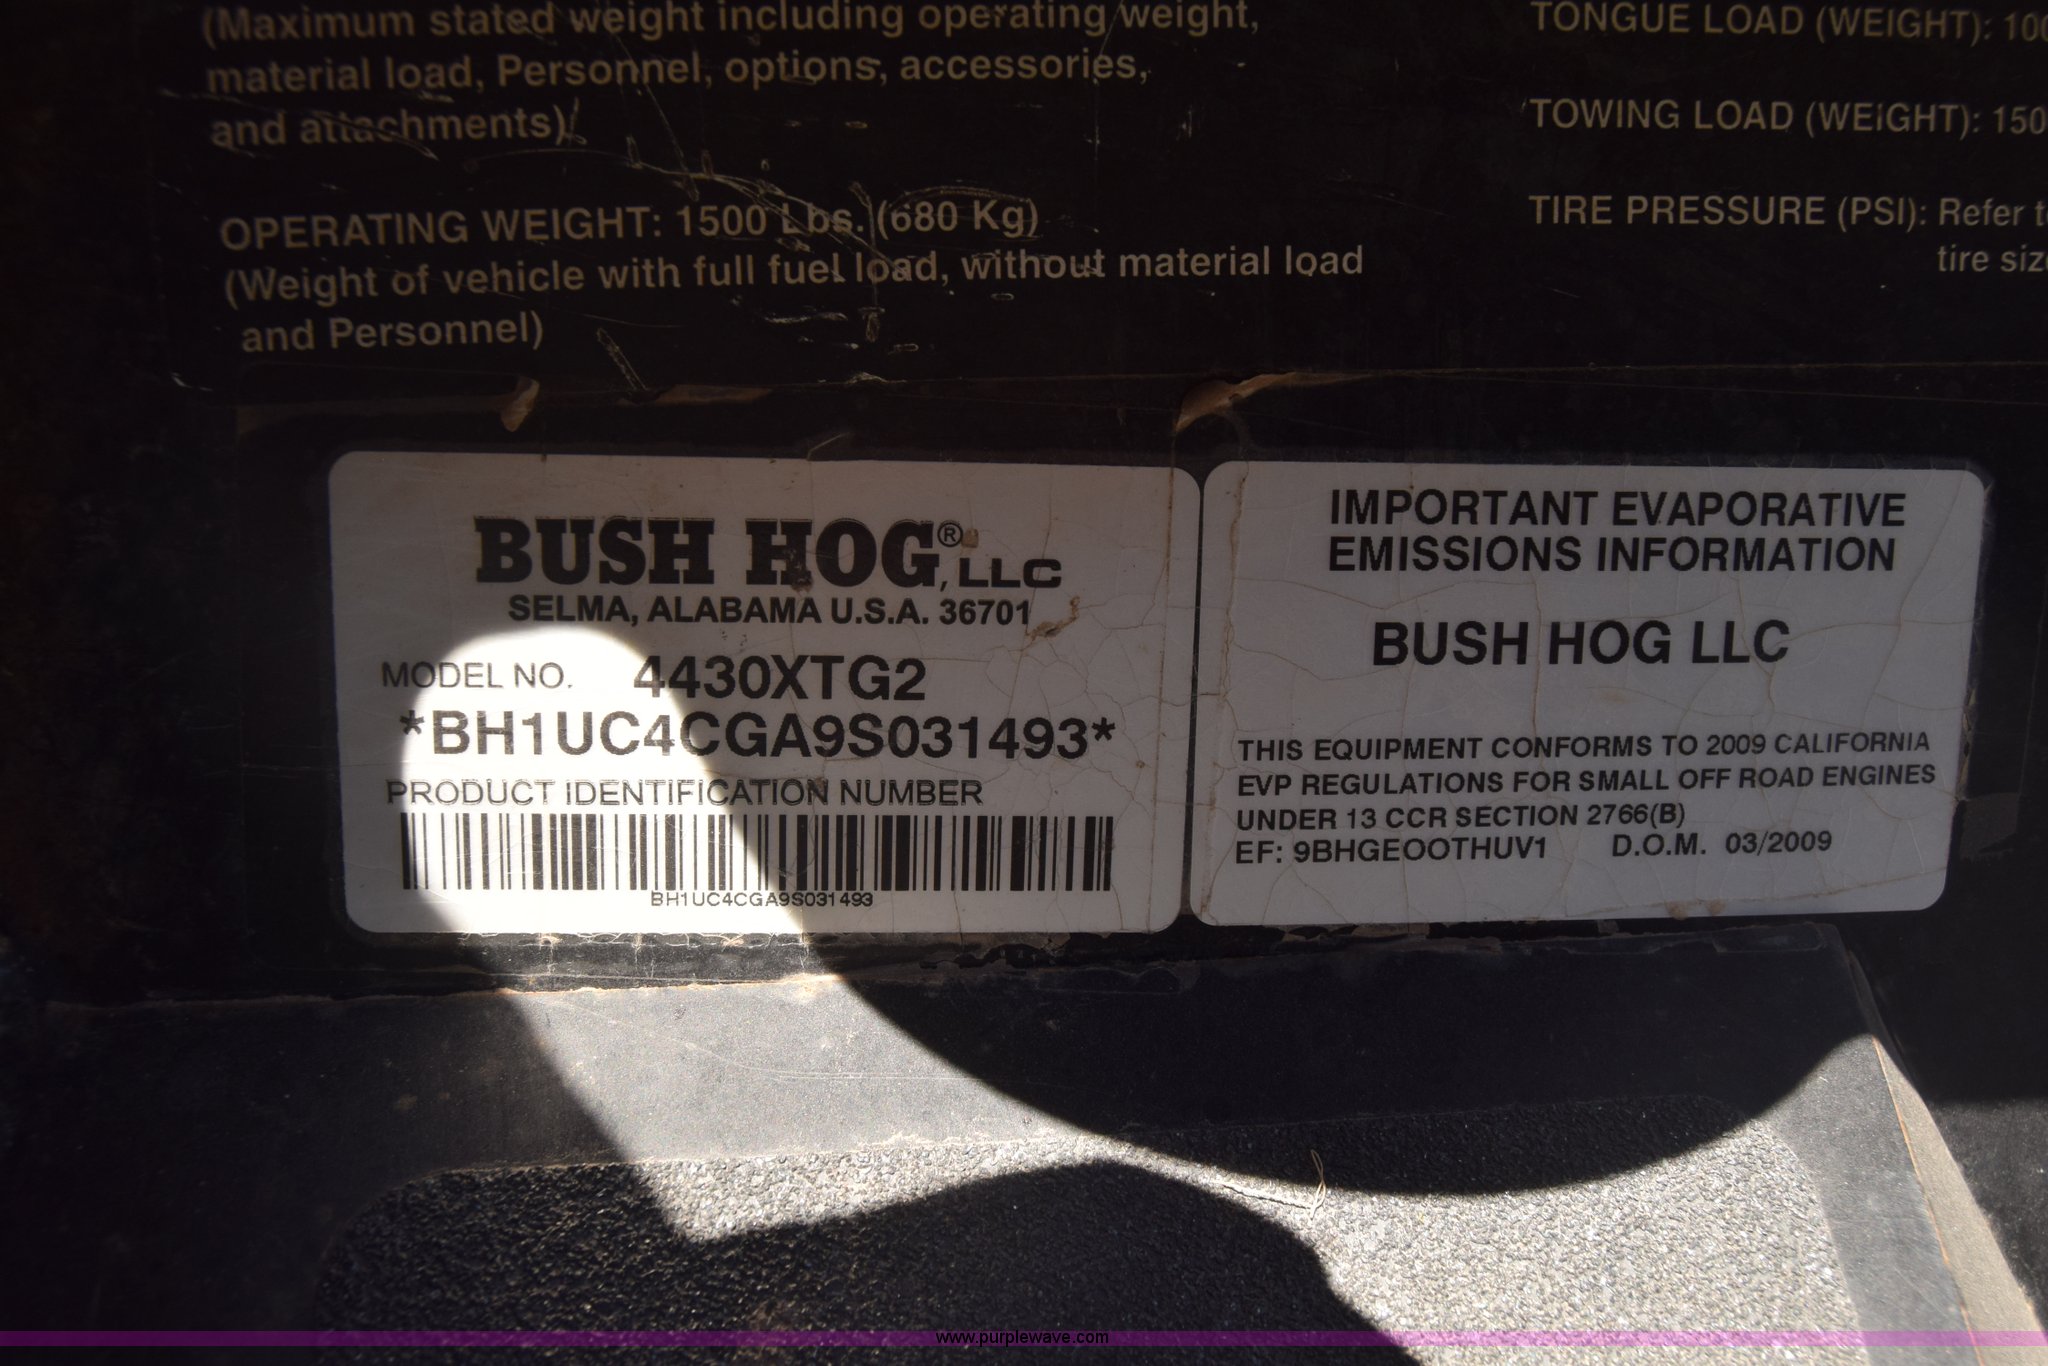 (Maximum stated weight including operating weight,
material load, Personnel, options, accessories,
and attachments)
OPERATING WEIGHT: 1500 Lbs. (680 Kg)
(Weight of vehicle with full fuel load, without material load
and Personnel)
TONGUE LOAD (WEIGHT): 100
TOWING LOAD (WEIGHT): 150
TIRE PRESSURE (PSI): Refer
tire
BUSH HOG®, LLC
SELMA, ALABAMA U.S.A. 36701
MODEL NO. 4430XTG2
*BH1UC4CGA9S031493*
PRODUCT IDENTIFICATION NUMBER
BH1UC4CGA9S031493
IMPORTANT EVAPORATIVE
EMISSIONS INFORMATION
BUSH HOG LLC
THIS EQUIPMENT CONFORMS TO 2009 CALIFORNIA
EVP REGULATIONS FOR SMALL OFF ROAD ENGINES
UNDER 13 CCR SECTION 2766(B)
EF: 9BHGEOOTHUV1 D.O.M. 03/2009
www.purplewave.com